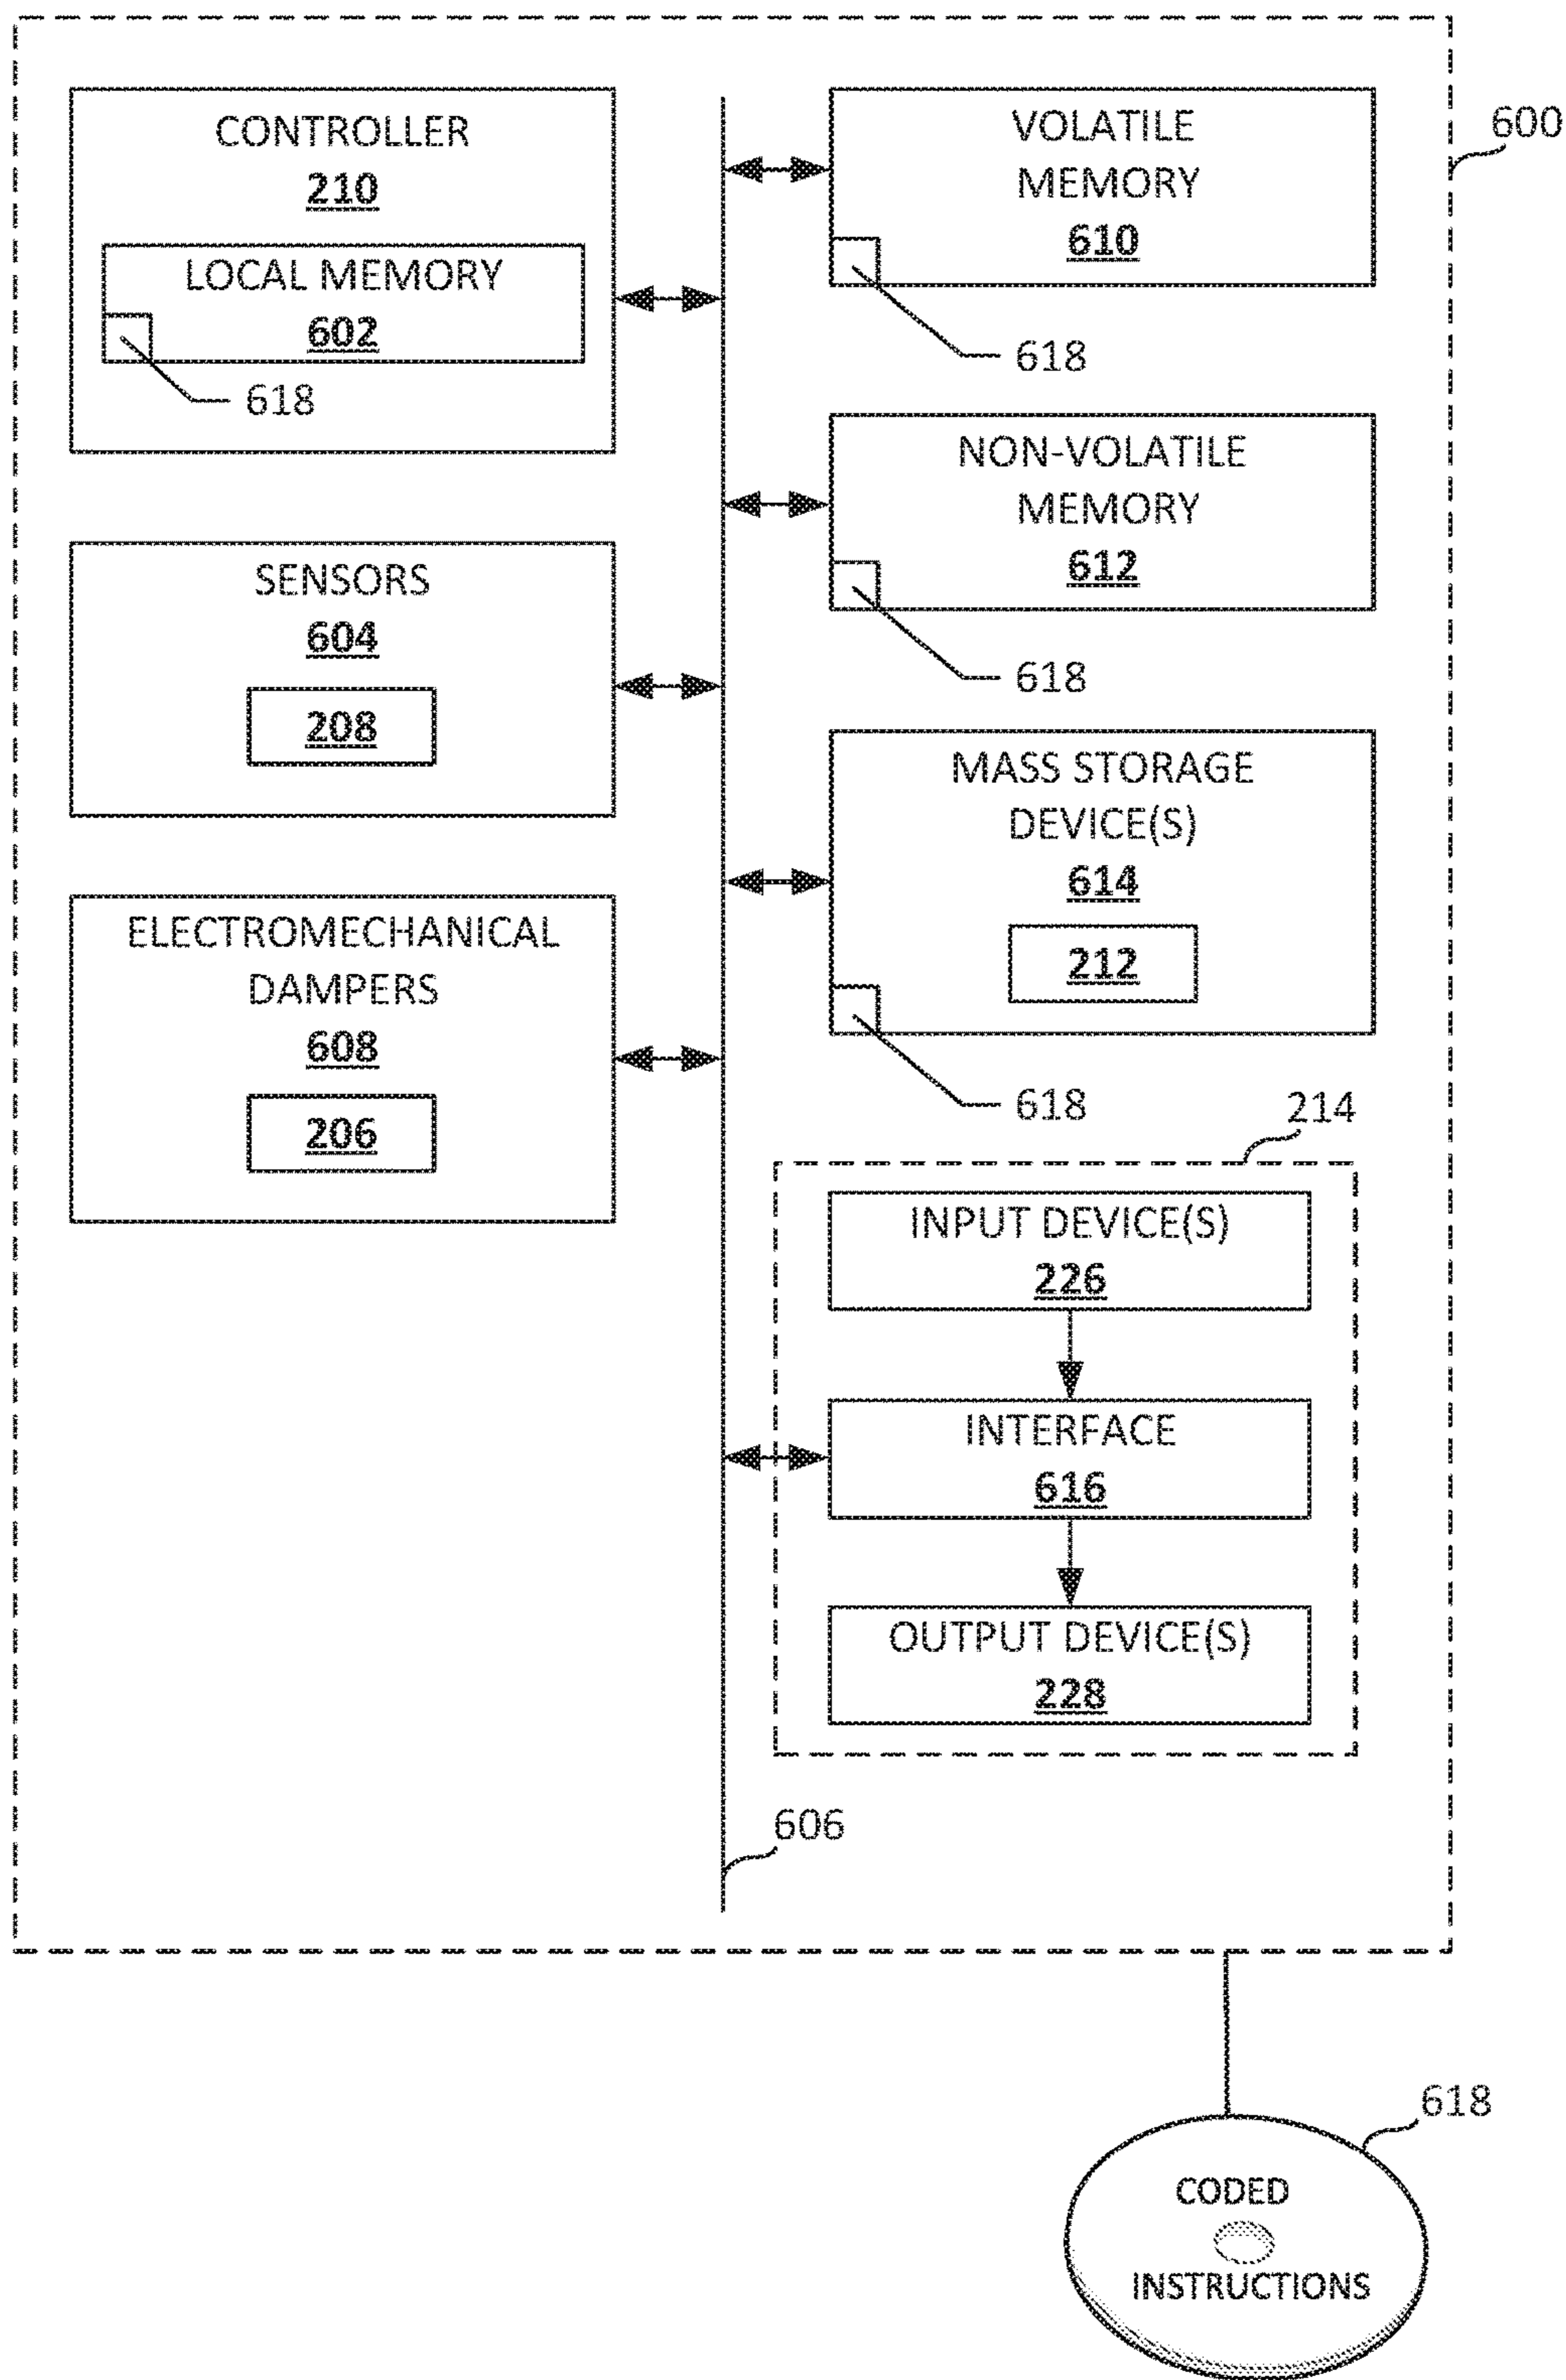 600
CONTROLLER
210
LOCAL MEMORY
602
618
SENSORS
604
208
ELECTROMECHANICAL
DAMPERS
608
206
VOLATILE
MEMORY
610
618
NON-VOLATILE
MEMORY
612
618
MASS STORAGE
DEVICE(S)
614
212
618
214
INPUT DEVICE(S)
226
INTERFACE
616
OUTPUT DEVICE(S)
228
606
618
CODED
INSTRUCTIONS